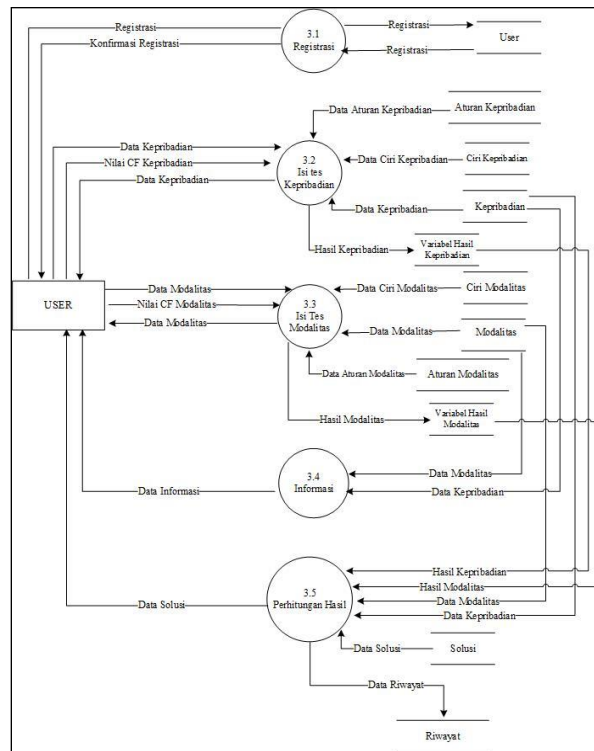 Registrasi
Konfirmasi Registrasi
3.1
Registrasi
Registrasi
Registrasi
User
Data Aturan Kepribadian
Aturan Kepribadian
Data Kepribadian
Nilai CF Kepribadian
Data Kepribadian
3.2
Isi tes
Kepribadian
Data Ciri Kepribadian
Ciri Kepribadian
Data Kepribadian
Kepribadian
Hasil Kepribadian
Variabel Hasil
Kepribadian
USER
Data Modalitas
Nilai CF Modalitas
Data Modalitas
3.3
Isi Tes
Modalitas
Data Ciri Modalitas
Ciri Modalitas
Data Modalitas
Modalitas
Data Aturan Modalitas
Aturan Modalitas
Hasil Modalitas
Variabel Hasil
Modalitas
Data Informasi
3.4
Informasi
Data Modalitas
Data Kepribadian
Data Solusi
3.5
Perhitungan Hasil
Hasil Kepribadian
Hasil Modalitas
Data Modalitas
Data Kepribadian
Data Solusi
Solusi
Data Riwayat
Riwayat